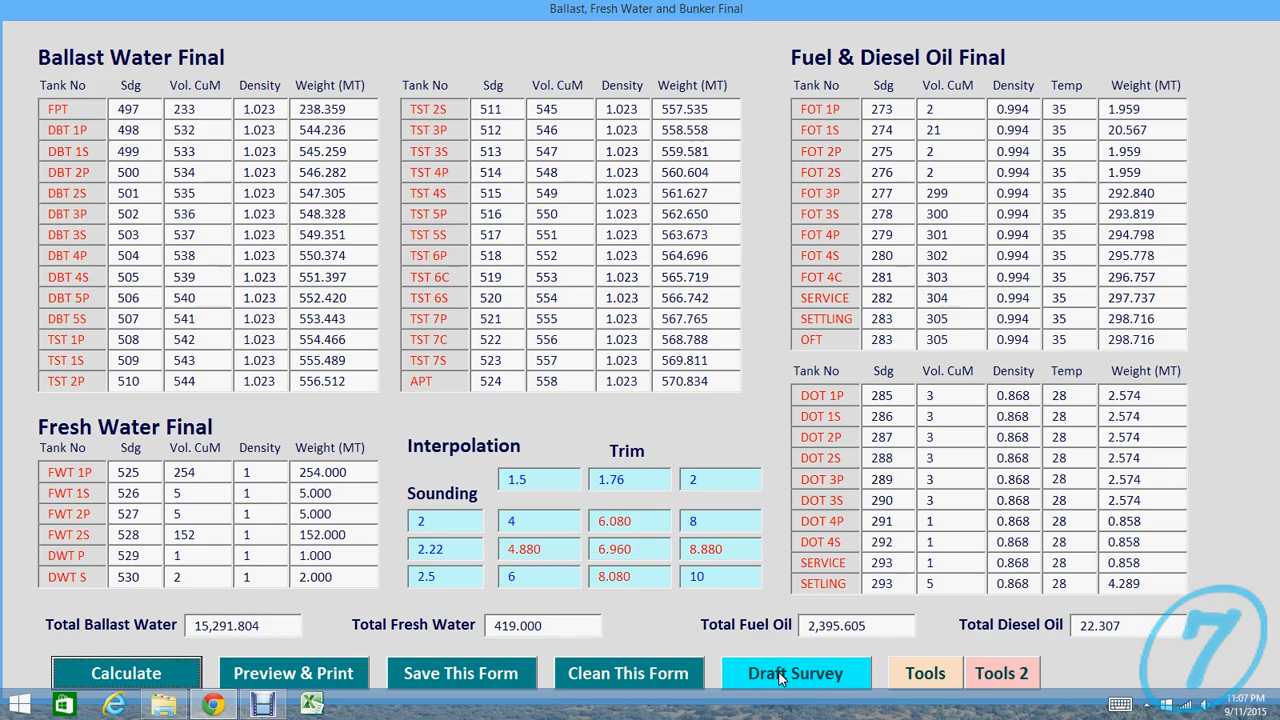 Ballast, Fresh Water and Bunker Final
Ballast Water Final
Tank No Sdg Vol. CuM Density Weight (MT)
FPT 497 233 1.023 238.359
DBT 1P 498 532 1.023 544.236
DBT 1S 499 533 1.023 545.259
DBT 2P 500 534 1.023 546.282
DBT 2S 501 535 1.023 547.305
DBT 3P 502 536 1.023 548.328
DBT 3S 503 537 1.023 549.351
DBT 4P 504 538 1.023 550.374
DBT 4S 505 539 1.023 551.397
DBT 5P 506 540 1.023 552.420
DBT 5S 507 541 1.023 553.443
TST 1P 508 542 1.023 554.466
TST 1S 509 543 1.023 555.489
TST 2P 510 544 1.023 556.512
Tank No Sdg Vol. CuM Density Weight (MT)
TST 2S 511 545 1.023 557.535
TST 3P 512 546 1.023 558.558
TST 3S 513 547 1.023 559.581
TST 4P 514 548 1.023 560.604
TST 4S 515 549 1.023 561.627
TST 5P 516 550 1.023 562.650
TST 5S 517 551 1.023 563.673
TST 6P 518 552 1.023 564.696
TST 6C 519 553 1.023 565.719
TST 6S 520 554 1.023 566.742
TST 7P 521 555 1.023 567.765
TST 7C 522 556 1.023 568.788
TST 7S 523 557 1.023 569.811
APT 524 558 1.023 570.834
Fuel & Diesel Oil Final
Tank No Sdg Vol. CuM Density Temp Weight (MT)
FOT 1P 273 2 0.994 35 1.959
FOT 1S 274 21 0.994 35 20.567
FOT 2P 275 2 0.994 35 1.959
FOT 2S 276 2 0.994 35 1.959
FOT 3P 277 299 0.994 35 292.840
FOT 3S 278 300 0.994 35 293.819
FOT 4P 279 301 0.994 35 294.798
FOT 4S 280 302 0.994 35 295.778
FOT 4C 281 303 0.994 35 296.757
SERVICE 282 304 0.994 35 297.737
SETTLING 283 305 0.994 35 298.716
OFT 283 305 0.994 35 298.716
Tank No Sdg Vol. CuM Density Temp Weight (MT)
DOT 1P 285 3 0.868 28 2.574
DOT 1S 286 3 0.868 28 2.574
DOT 2P 287 3 0.868 28 2.574
DOT 2S 288 3 0.868 28 2.574
DOT 3P 289 3 0.868 28 2.574
DOT 3S 290 3 0.868 28 2.574
DOT 4P 291 1 0.868 28 0.858
DOT 4S 292 1 0.868 28 0.858
SERVICE 293 1 0.868 28 0.858
SETLING 293 5 0.868 28 4.289
Fresh Water Final
Tank No Sdg Vol. CuM Density Weight (MT)
FWT 1P 525 254 1 254.000
FWT 1S 526 5 1 5.000
FWT 2P 527 5 1 5.000
FWT 2S 528 152 1 152.000
DWT P 529 1 1 1.000
DWT S 530 2 1 2.000
Interpolation
Trim
1.5 1.76 2
Sounding
2 4 6.080 8
2.22 4.880 6.960 8.880
2.5 6 8.080 10
Total Ballast Water 15,291.804 Total Fresh Water 419.000 Total Fuel Oil 2,395.605 Total Diesel Oil 22.307
Calculate Preview & Print Save This Form Clean This Form Draft Survey Tools Tools 2
7
11:07 PM
9/11/2015